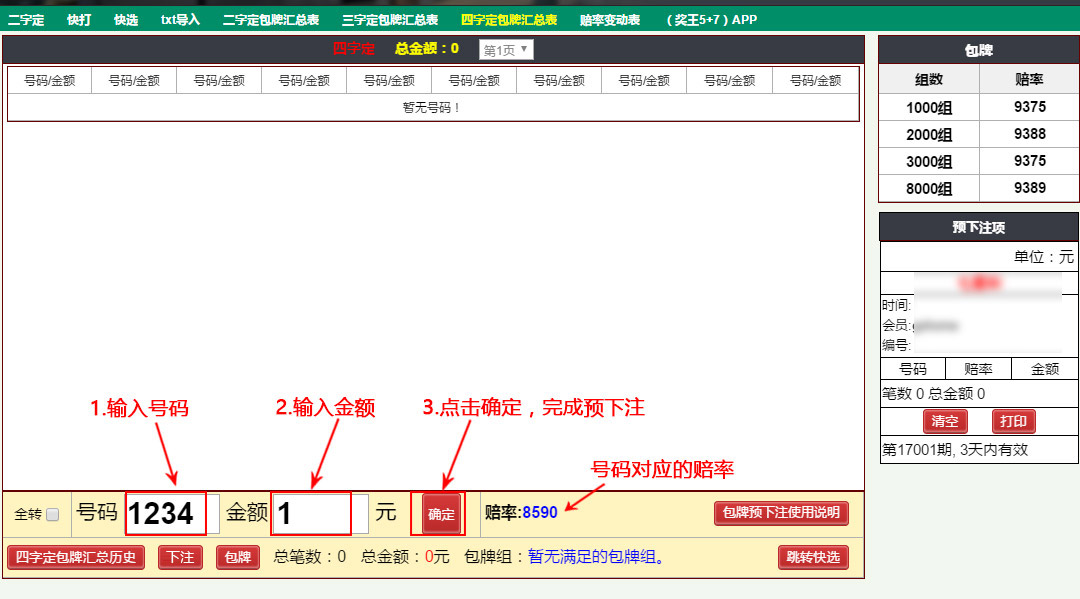 二字定 快打 快选 txt导入 二字定包牌汇总表 三字定包牌汇总表 四字定包牌汇总表 赔率变动表 （奖王5+7）APP
四字定 总金额：0 第1页
号码/金额 号码/金额 号码/金额 号码/金额 号码/金额 号码/金额 号码/金额 号码/金额 号码/金额 号码/金额
暂无号码！
包牌
组数 赔率
1000组 9375
2000组 9388
3000组 9375
8000组 9389
预下注项
单位：元
时间:
会员:
编号:
号码 赔率 金额
笔数 0 总金额 0
清空 打印
第17001期, 3天内有效
1.输入号码 2.输入金额 3.点击确定，完成预下注
号码对应的赔率
全转 号码 1234 金额 1 元 确定 赔率:8590 包牌预下注使用说明
四字定包牌汇总历史 下注 包牌 总笔数：0 总金额：0元 包牌组：暂无满足的包牌组。 跳转快选